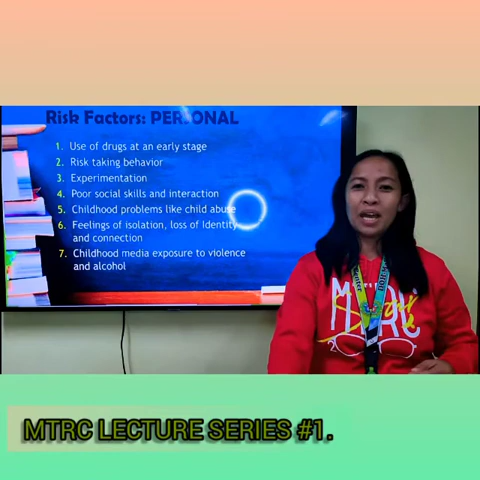 Risk Factors: PERSONAL
1. Use of drugs at an early stage
2. Risk taking behavior
3. Experimentation
4. Poor social skills and interaction
5. Childhood problems like child abuse
6. Feelings of isolation, loss of Identity
and connection
7. Childhood media exposure to violence
and alcohol
MTRC
MTRC LECTURE SERIES #1.